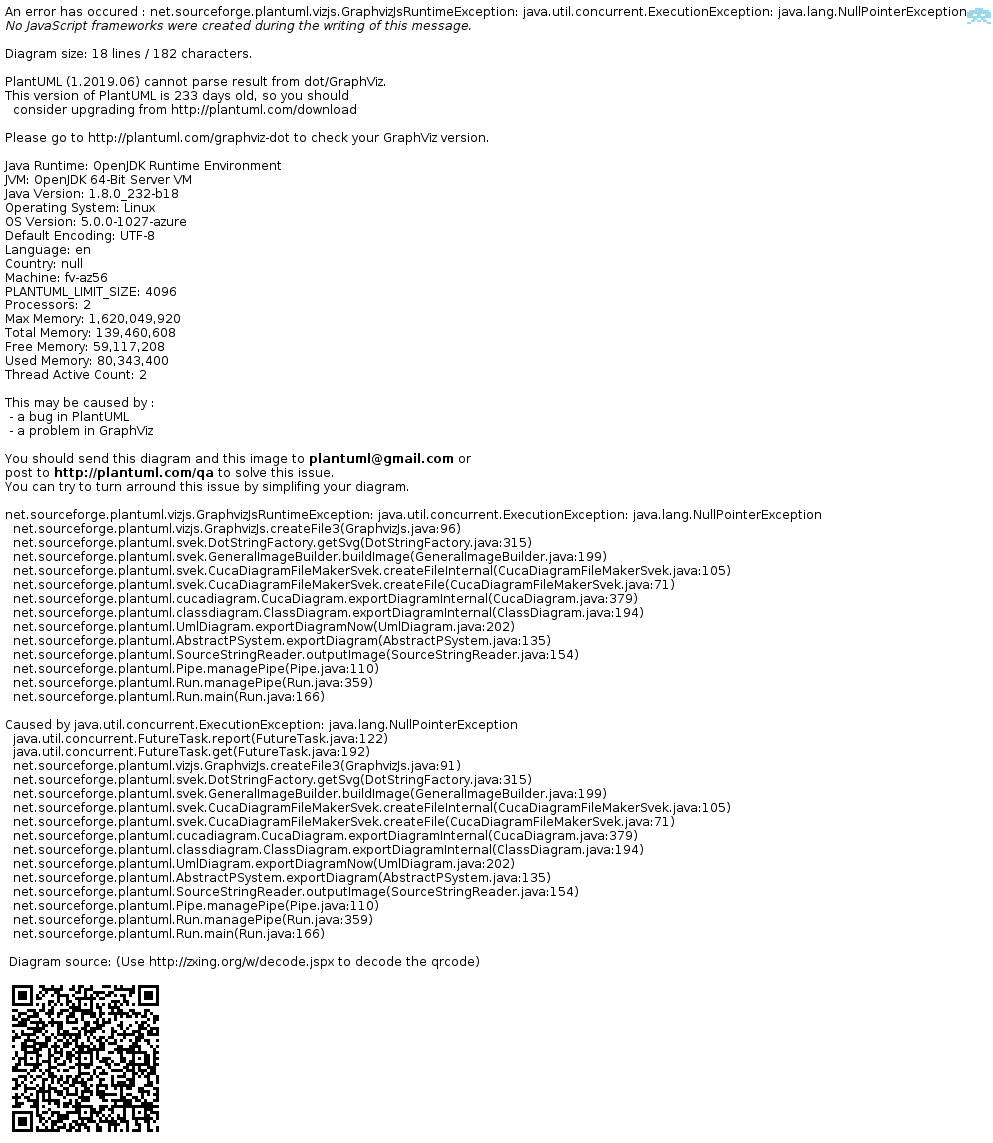 An error has occured : net.sourceforge.plantuml.vizjs.GraphvizJsRuntimeException: java.util.concurrent.ExecutionException: java.lang.NullPointerException
No JavaScript frameworks were created during the writing of this message.
Diagram size: 18 lines / 182 characters.
PlantUML (1.2019.06) cannot parse result from dot/GraphViz.
This version of PlantUML is 233 days old, so you should
consider upgrading from http://plantuml.com/download
Please go to http://plantuml.com/graphviz-dot to check your GraphViz version.
Java Runtime: OpenJDK Runtime Environment
JVM: OpenJDK 64-Bit Server VM
Java Version: 1.8.0_232-b18
Operating System: Linux
OS Version: 5.0.0-1027-azure
Default Encoding: UTF-8
Language: en
Country: null
Machine: fv-az56
PLANTUML_LIMIT_SIZE: 4096
Processors: 2
Max Memory: 1,620,049,920
Total Memory: 139,460,608
Free Memory: 59,117,208
Used Memory: 80,343,400
Thread Active Count: 2
This may be caused by :
- a bug in PlantUML
- a problem in GraphViz
You should send this diagram and this image to plantuml@gmail.com or
post to http://plantuml.com/qa to solve this issue.
You can try to turn arround this issue by simplifing your diagram.
net.sourceforge.plantuml.vizjs.GraphvizJsRuntimeException: java.util.concurrent.ExecutionException: java.lang.NullPointerException
net.sourceforge.plantuml.vizjs.GraphvizJs.createFile3(GraphvizJs.java:96)
net.sourceforge.plantuml.svek.DotStringFactory.getSvg(DotStringFactory.java:315)
net.sourceforge.plantuml.svek.GeneralImageBuilder.buildImage(GeneralImageBuilder.java:199)
net.sourceforge.plantuml.svek.CucaDiagramFileMakerSvek.createFileInternal(CucaDiagramFileMakerSvek.java:105)
net.sourceforge.plantuml.svek.CucaDiagramFileMakerSvek.createFile(CucaDiagramFileMakerSvek.java:71)
net.sourceforge.plantuml.cucadiagram.CucaDiagram.exportDiagramInternal(CucaDiagram.java:379)
net.sourceforge.plantuml.classdiagram.ClassDiagram.exportDiagramInternal(ClassDiagram.java:194)
net.sourceforge.plantuml.UmlDiagram.exportDiagramNow(UmlDiagram.java:202)
net.sourceforge.plantuml.AbstractPSystem.exportDiagram(AbstractPSystem.java:135)
net.sourceforge.plantuml.SourceStringReader.outputImage(SourceStringReader.java:154)
net.sourceforge.plantuml.Pipe.managePipe(Pipe.java:110)
net.sourceforge.plantuml.Run.managePipe(Run.java:359)
net.sourceforge.plantuml.Run.main(Run.java:166)
Caused by java.util.concurrent.ExecutionException: java.lang.NullPointerException
java.util.concurrent.FutureTask.report(FutureTask.java:122)
java.util.concurrent.FutureTask.get(FutureTask.java:192)
net.sourceforge.plantuml.vizjs.GraphvizJs.createFile3(GraphvizJs.java:91)
net.sourceforge.plantuml.svek.DotStringFactory.getSvg(DotStringFactory.java:315)
net.sourceforge.plantuml.svek.GeneralImageBuilder.buildImage(GeneralImageBuilder.java:199)
net.sourceforge.plantuml.svek.CucaDiagramFileMakerSvek.createFileInternal(CucaDiagramFileMakerSvek.java:105)
net.sourceforge.plantuml.svek.CucaDiagramFileMakerSvek.createFile(CucaDiagramFileMakerSvek.java:71)
net.sourceforge.plantuml.cucadiagram.CucaDiagram.exportDiagramInternal(CucaDiagram.java:379)
net.sourceforge.plantuml.classdiagram.ClassDiagram.exportDiagramInternal(ClassDiagram.java:194)
net.sourceforge.plantuml.UmlDiagram.exportDiagramNow(UmlDiagram.java:202)
net.sourceforge.plantuml.AbstractPSystem.exportDiagram(AbstractPSystem.java:135)
net.sourceforge.plantuml.SourceStringReader.outputImage(SourceStringReader.java:154)
net.sourceforge.plantuml.Pipe.managePipe(Pipe.java:110)
net.sourceforge.plantuml.Run.managePipe(Run.java:359)
net.sourceforge.plantuml.Run.main(Run.java:166)
Diagram source: (Use http://zxing.org/w/decode.jspx to decode the qrcode)